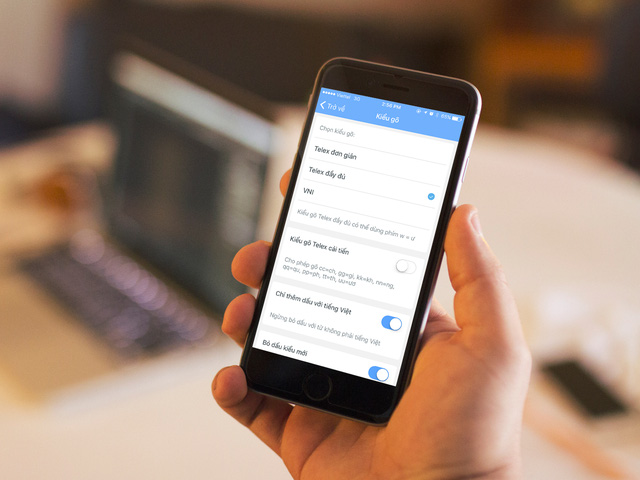 Viettel 3G 2:56 PM 65%
Trở về Kiểu gõ
Chọn kiểu gõ:
Telex đơn giản
Telex đầy đủ
VNI
Kiểu gõ Telex đầy đủ có thể dùng phím w = ư
Kiểu gõ Telex cải tiến
Cho phép gõ cc=ch, gg=gi, kk=kh, nn=ng,
qq=qu, pp=ph, tt=th, uu=ươ
Chỉ thêm dấu với tiếng Việt
Ngừng bỏ dấu với từ không phải tiếng Việt
Bỏ dấu kiểu mới